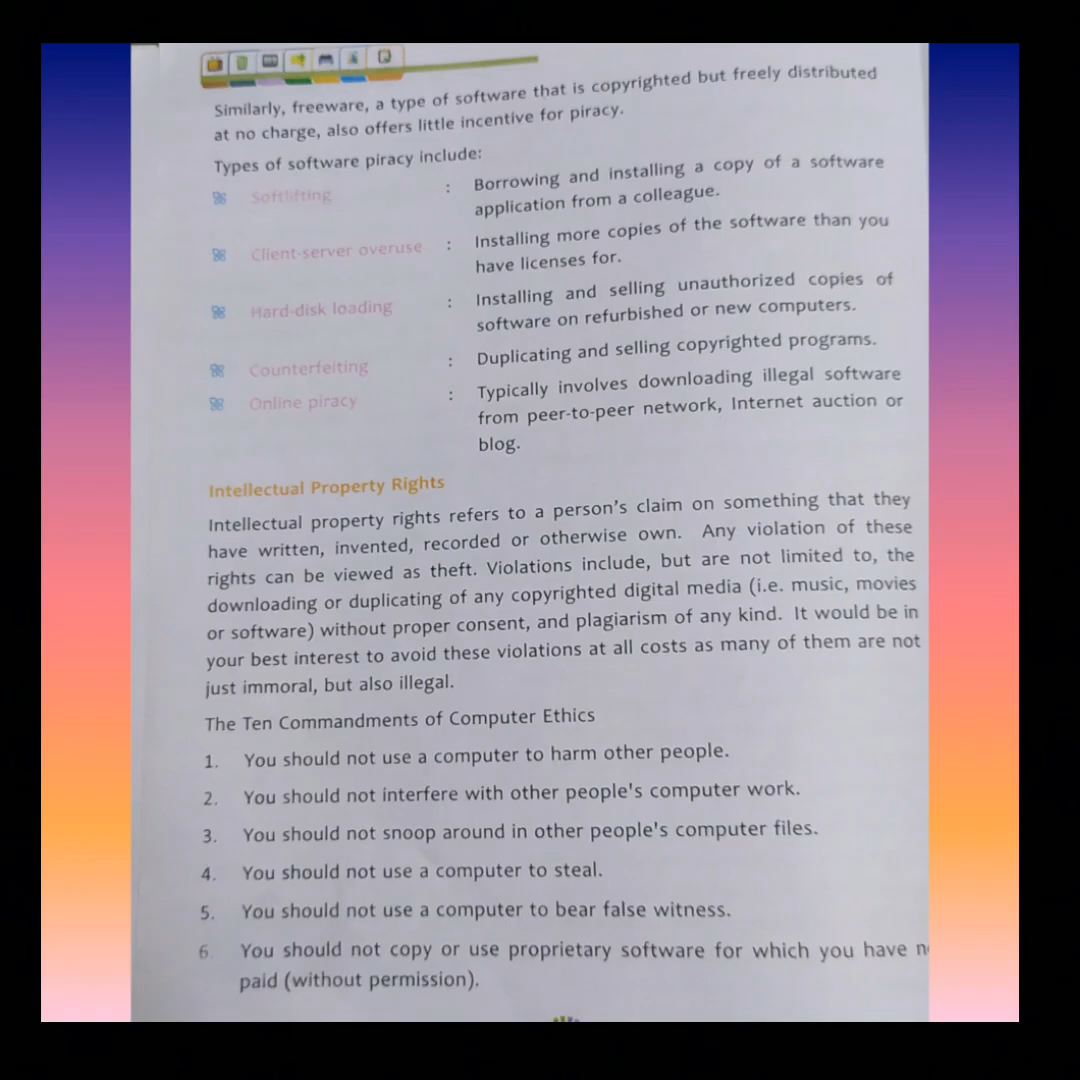 Similarly, freeware, a type of software that is copyrighted but freely distributed
at no charge, also offers little incentive for piracy.
Types of software piracy include:
Softlifting : Borrowing and installing a copy of a software
application from a colleague.
Client-server overuse : Installing more copies of the software than you
have licenses for.
Hard-disk loading : Installing and selling unauthorized copies of
software on refurbished or new computers.
Counterfeiting : Duplicating and selling copyrighted programs.
Online piracy : Typically involves downloading illegal software
from peer-to-peer network, Internet auction or
blog.
Intellectual Property Rights
Intellectual property rights refers to a person's claim on something that they
have written, invented, recorded or otherwise own. Any violation of these
rights can be viewed as theft. Violations include, but are not limited to, the
downloading or duplicating of any copyrighted digital media (i.e. music, movies
or software) without proper consent, and plagiarism of any kind. It would be in
your best interest to avoid these violations at all costs as many of them are not
just immoral, but also illegal.
The Ten Commandments of Computer Ethics
1. You should not use a computer to harm other people.
2. You should not interfere with other people's computer work.
3. You should not snoop around in other people's computer files.
4. You should not use a computer to steal.
5. You should not use a computer to bear false witness.
6. You should not copy or use proprietary software for which you have
paid (without permission).